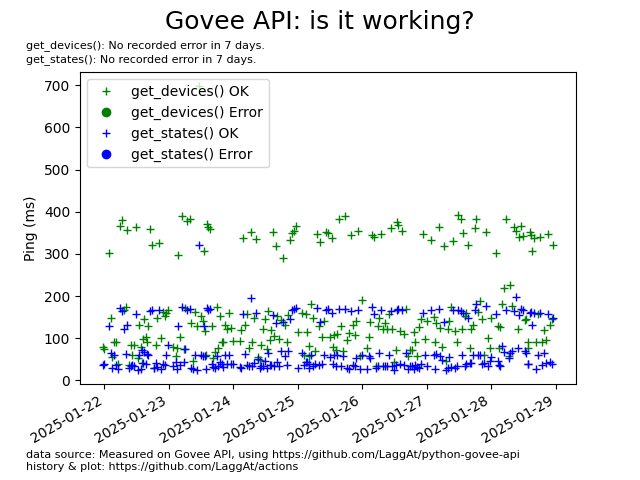 Govee API: is it working?
get_devices(): No recorded error in 7 days.
get_states(): No recorded error in 7 days.
get_devices() OK
get_devices() Error
get_states() OK
get_states() Error
Ping (ms)
700
600
500
400
300
200
100
0
2025-01-22
2025-01-23
2025-01-24
2025-01-25
2025-01-26
2025-01-27
2025-01-28
2025-01-29
data source: Measured on Govee API, using https://github.com/LaggAt/python-govee-api
history & plot: https://github.com/LaggAt/actions